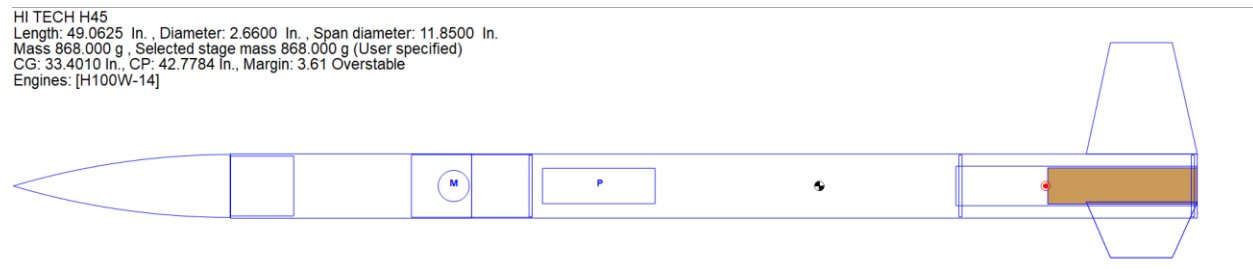 HI TECH H45
Length: 49.0625 In. , Diameter: 2.6600 In. , Span diameter: 11.8500 In.
Mass 868.000 g , Selected stage mass 868.000 g (User specified)
CG: 33.4010 In., CP: 42.7784 In., Margin: 3.61 Overstable
Engines: [H100W-14]
M
P